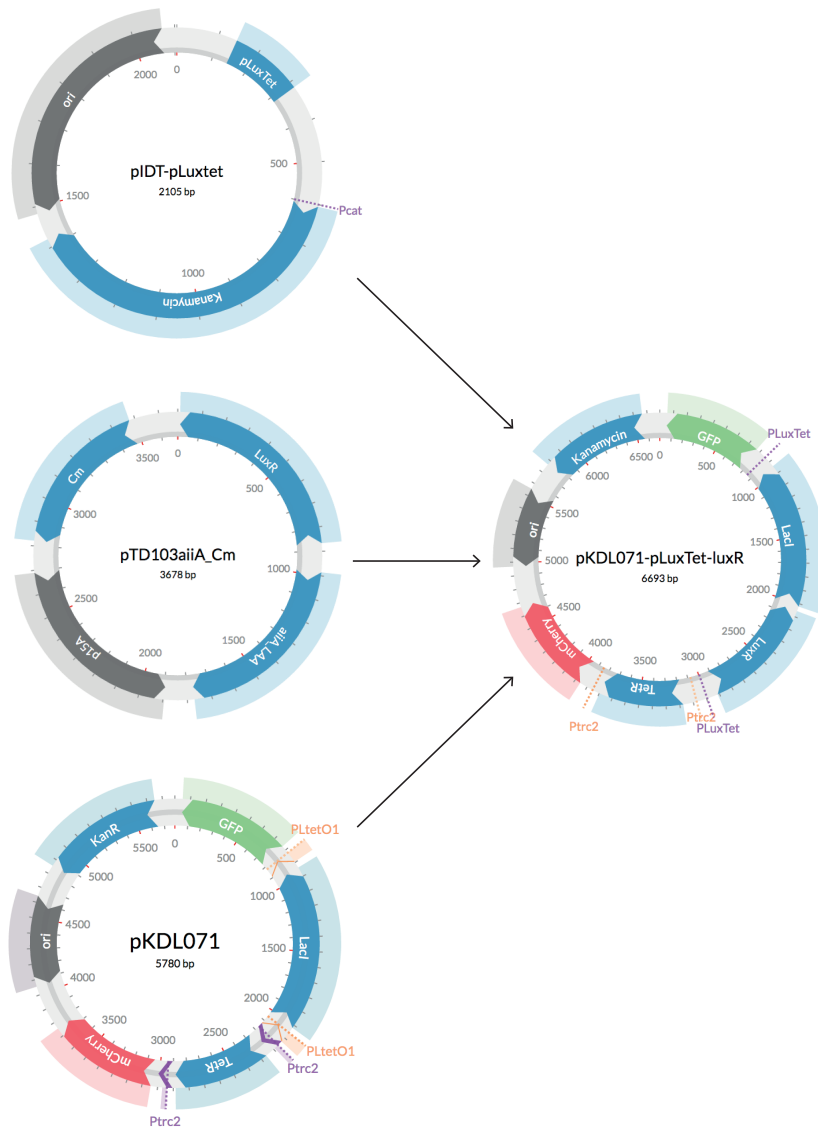 pIDT-pLuxtet
2105 bp
0
500
1000
1500
2000
pLuxTet
Pcat
Kanamycin
ori
pTD103aiiA_Cm
3678 bp
0
500
1000
1500
2000
2500
3000
3500
LuxR
aiiA_LAA
p15A
Cm
pKDL071
5780 bp
0
500
1000
1500
2000
2500
3000
3500
4000
4500
5000
5500
GFP
PLtetO1
LacI
PLtetO1
Ptrc2
TetR
Ptrc2
mCherry
ori
KanR
pKDL071-pLuxTet-luxR
6693 bp
0
500
1000
1500
2000
2500
3000
3500
4000
4500
5000
5500
6000
6500
GFP
PLuxTet
LacI
LuxR
PLuxTet
Ptrc2
TetR
Ptrc2
mCherry
ori
Kanamycin